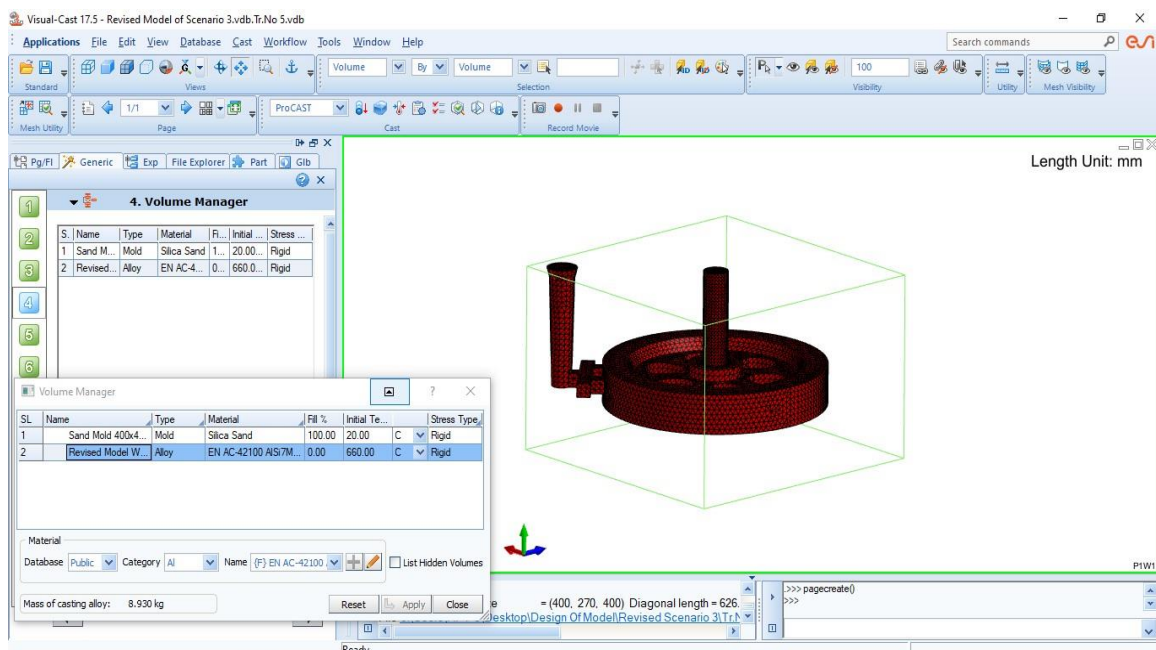 Visual-Cast 17.5 - Revised Model of Scenario 3.vdb.Tr.No 5.vdb
Applications File Edit View Database Cast Workflow Tools Window Help
Search commands
esi
Volume By Volume 100
Standard Views Selection Visibility Utility Mesh Visibility
1/1 ProCAST
Mesh Utility Page Cast Record Movie
Pg/Fl Generic Exp File Explorer Part Glb
Length Unit: mm
1
4. Volume Manager
2
S. Name Type Material Fi... Initial ... Stress ...
1 Sand M... Mold Silica Sand 1... 20.00... Rigid
3
2 Revised... Alloy EN AC-4... 0... 660.0... Rigid
4
5
6
Volume Manager ?
SL Name Type Material Fill % Initial Te... Stress Type
1 Sand Mold 400x4... Mold Silica Sand 100.00 20.00 C Rigid
2 Revised Model W... Alloy EN AC-42100 AlSi7M... 0.00 660.00 C Rigid
Material
Database Public Category Al Name {F} EN AC-42100 List Hidden Volumes
P1W1
Mass of casting alloy: 8.930 kg
Reset Apply Close
= (400, 270, 400) Diagonal length = 626.
Desktop\Design Of Model\Revised Scenario 3\Tr.N
.>>> pagecreate()
>>>
Ready